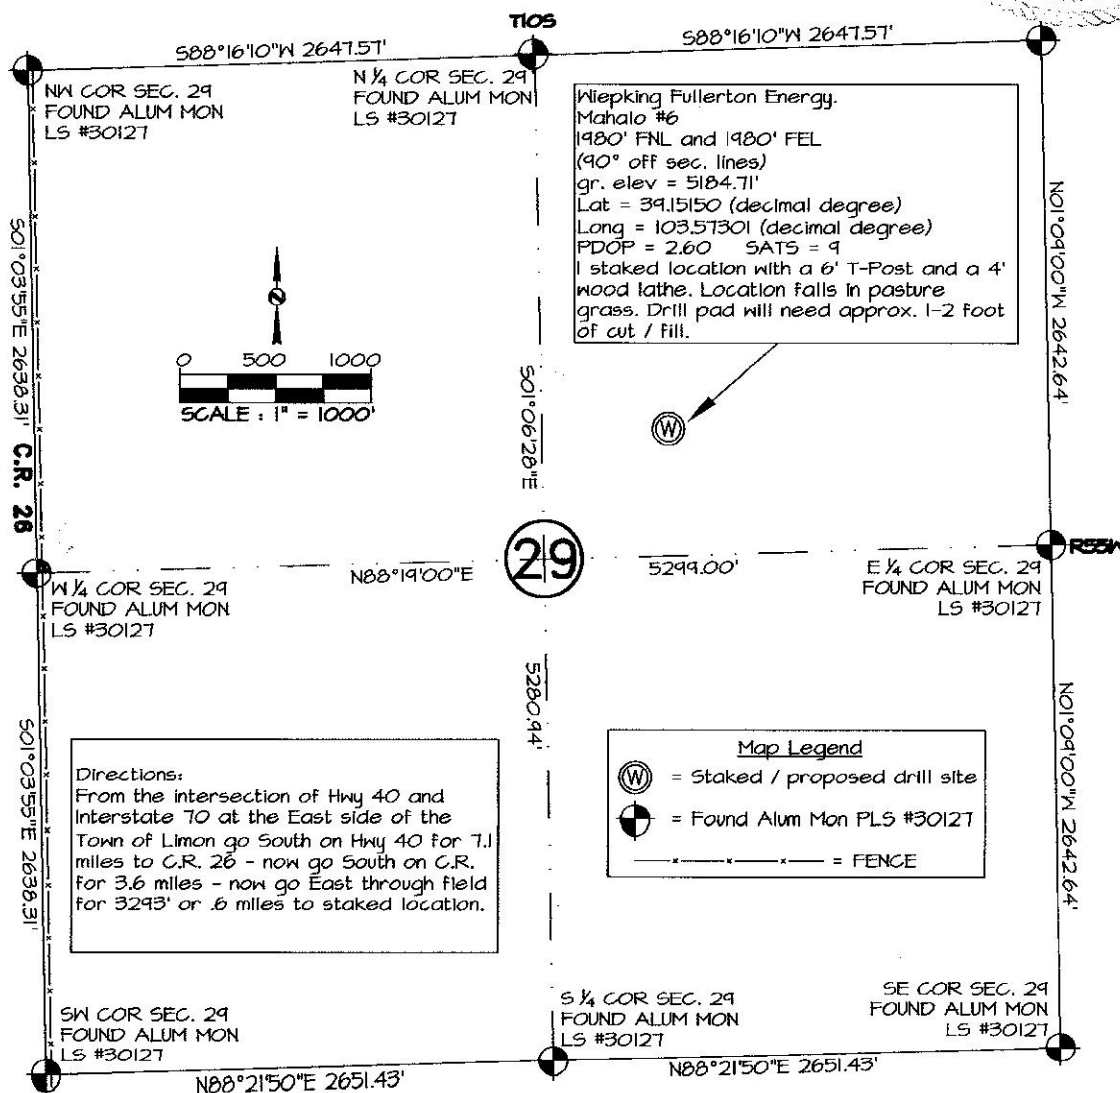 T10S
S88°16'10"W 2647.57'
S88°16'10"W 2647.57'
NW COR SEC. 29
FOUND ALUM MON
LS #30127
N 1/4 COR SEC. 29
FOUND ALUM MON
LS #30127
Wiepking Fullerton Energy.
Mahalo #6
1980' FNL and 1980' FEL
(90° off sec. lines)
gr. elev = 5184.71'
Lat = 39.15150 (decimal degree)
Long = 103.57301 (decimal degree)
PDOP = 2.60 SATS = 9
I staked location with a 6' T-Post and a 4'
wood lathe. Location falls in pasture
grass. Drill pad will need approx. 1-2 foot
of cut / fill.
S01°03'55"E 2638.31'
N01°09'00"W 2642.64'
N
0 500 1000
SCALE : 1" = 1000'
S01°06'28"E
W
C.R. 26
29
R55W
N88°19'00"E
5299.00'
W 1/4 COR SEC. 29
FOUND ALUM MON
LS #30127
E 1/4 COR SEC. 29
FOUND ALUM MON
LS #30127
5280.94'
S01°03'55"E 2638.31'
N01°09'00"W 2642.64'
Directions:
From the intersection of Hwy 40 and
Interstate 70 at the East side of the
Town of Limon go South on Hwy 40 for 7.1
miles to C.R. 26 - now go South on C.R.
for 3.6 miles - now go East through field
for 3293' or .6 miles to staked location.
Map Legend
W = Staked / proposed drill site
= Found Alum Mon PLS #30127
= FENCE
SW COR SEC. 29
FOUND ALUM MON
LS #30127
S 1/4 COR SEC. 29
FOUND ALUM MON
LS #30127
SE COR SEC. 29
FOUND ALUM MON
LS #30127
N88°21'50"E 2651.43'
N88°21'50"E 2651.43'